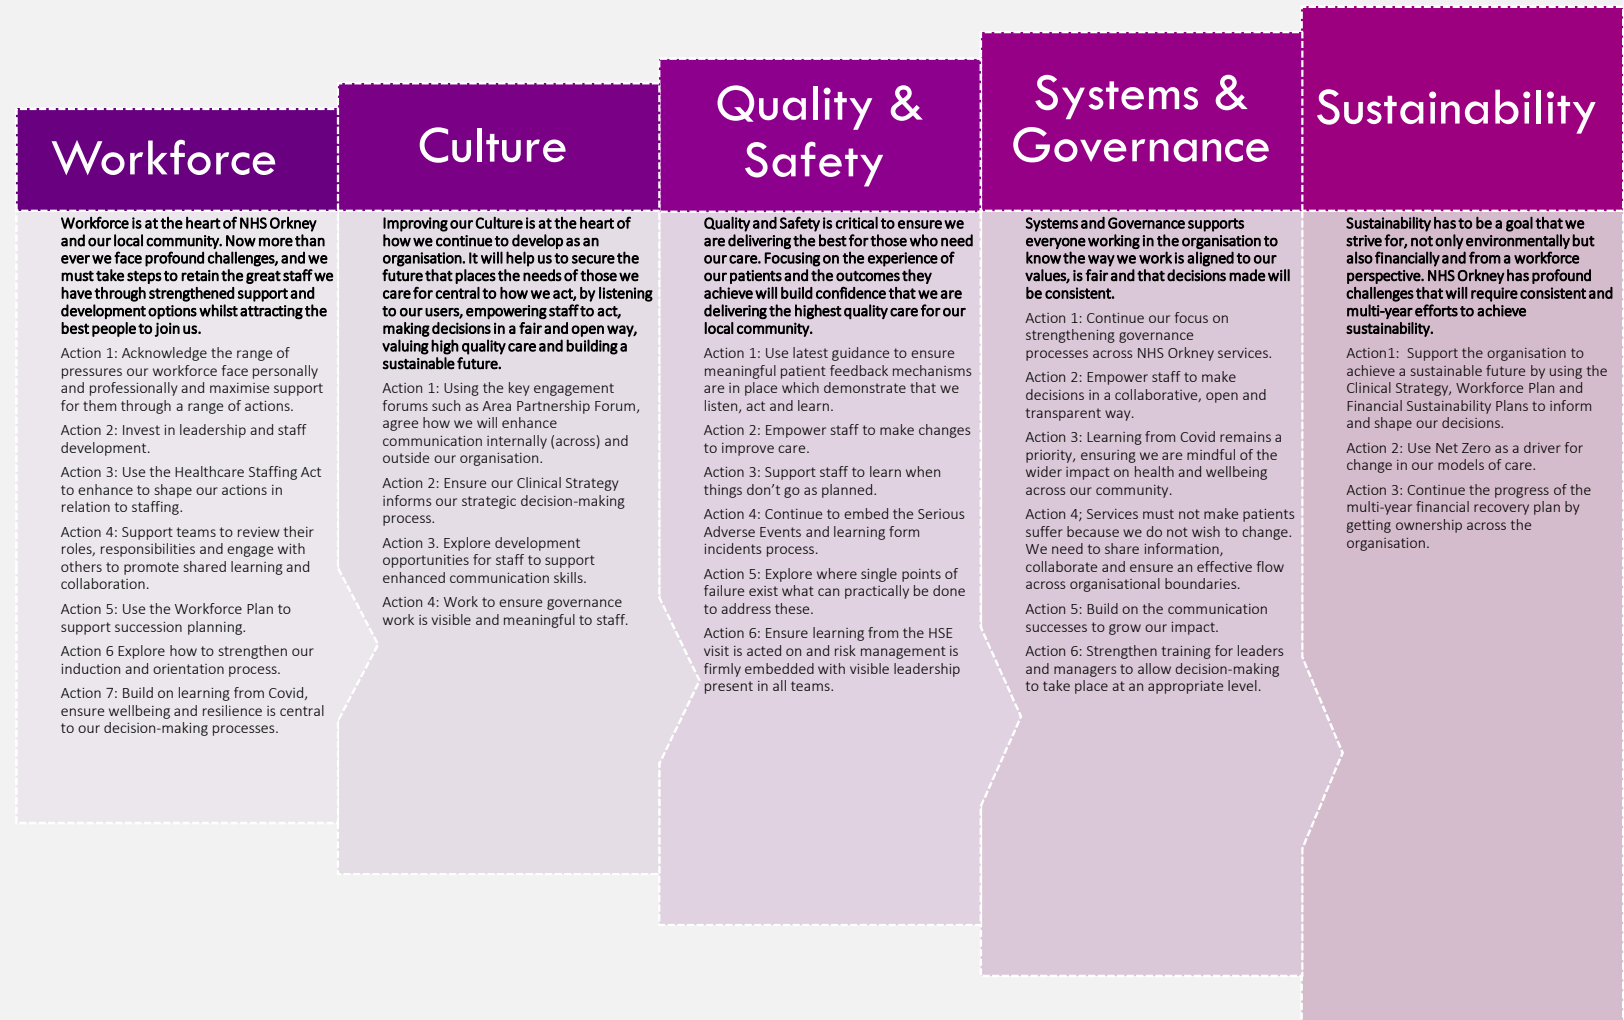 Workforce
Workforce is at the heart of NHS Orkney
and our local community. Now more than
ever we face profound challenges, and we
must take steps to retain the great staff we
have through strengthened support and
development options whilst attracting the
best people to join us.
Action 1: Acknowledge the range of
pressures our workforce face personally
and professionally and maximise support
for them through a range of actions.
Action 2: Invest in leadership and staff
development.
Action 3: Use the Healthcare Staffing Act
to enhance to shape our actions in
relation to staffing.
Action 4: Support teams to review their
roles, responsibilities and engage with
others to promote shared learning and
collaboration.
Action 5: Use the Workforce Plan to
support succession planning.
Action 6 Explore how to strengthen our
induction and orientation process.
Action 7: Build on learning from Covid,
ensure wellbeing and resilience is central
to our decision-making processes.
Culture
Improving our Culture is at the heart of
how we continue to develop as an
organisation. It will help us to secure the
future that places the needs of those we
care for central to how we act, by listening
to our users, empowering staff to act,
making decisions in a fair and open way,
valuing high quality care and building a
sustainable future.
Action 1: Using the key engagement
forums such as Area Partnership Forum,
agree how we will enhance
communication internally (across) and
outside our organisation.
Action 2: Ensure our Clinical Strategy
informs our strategic decision-making
process.
Action 3. Explore development
opportunities for staff to support
enhanced communication skills.
Action 4: Work to ensure governance
work is visible and meaningful to staff.
Quality &
Safety
Quality and Safety is critical to ensure we
are delivering the best for those who need
our care. Focusing on the experience of
our patients and the outcomes they
achieve will build confidence that we are
delivering the highest quality care for our
local community.
Action 1: Use latest guidance to ensure
meaningful patient feedback mechanisms
are in place which demonstrate that we
listen, act and learn.
Action 2: Empower staff to make changes
to improve care.
Action 3: Support staff to learn when
things don’t go as planned.
Action 4: Continue to embed the Serious
Adverse Events and learning form
incidents process.
Action 5: Explore where single points of
failure exist what can practically be done
to address these.
Action 6: Ensure learning from the HSE
visit is acted on and risk management is
firmly embedded with visible leadership
present in all teams.
Systems &
Governance
Systems and Governance supports
everyone working in the organisation to
know the way we work is aligned to our
values, is fair and that decisions made will
be consistent.
Action 1: Continue our focus on
strengthening governance
processes across NHS Orkney services.
Action 2: Empower staff to make
decisions in a collaborative, open and
transparent way.
Action 3: Learning from Covid remains a
priority, ensuring we are mindful of the
wider impact on health and wellbeing
across our community.
Action 4; Services must not make patients
suffer because we do not wish to change.
We need to share information,
collaborate and ensure an effective flow
across organisational boundaries.
Action 5: Build on the communication
successes to grow our impact.
Action 6: Strengthen training for leaders
and managers to allow decision-making
to take place at an appropriate level.
Sustainability
Sustainability has to be a goal that we
strive for, not only environmentally but
also financially and from a workforce
perspective. NHS Orkney has profound
challenges that will require consistent and
multi-year efforts to achieve
sustainability.
Action1:  Support the organisation to
achieve a sustainable future by using the
Clinical Strategy, Workforce Plan and
Financial Sustainability Plans to inform
and shape our decisions.
Action 2: Use Net Zero as a driver for
change in our models of care.
Action 3: Continue the progress of the
multi-year financial recovery plan by
getting ownership across the
organisation.